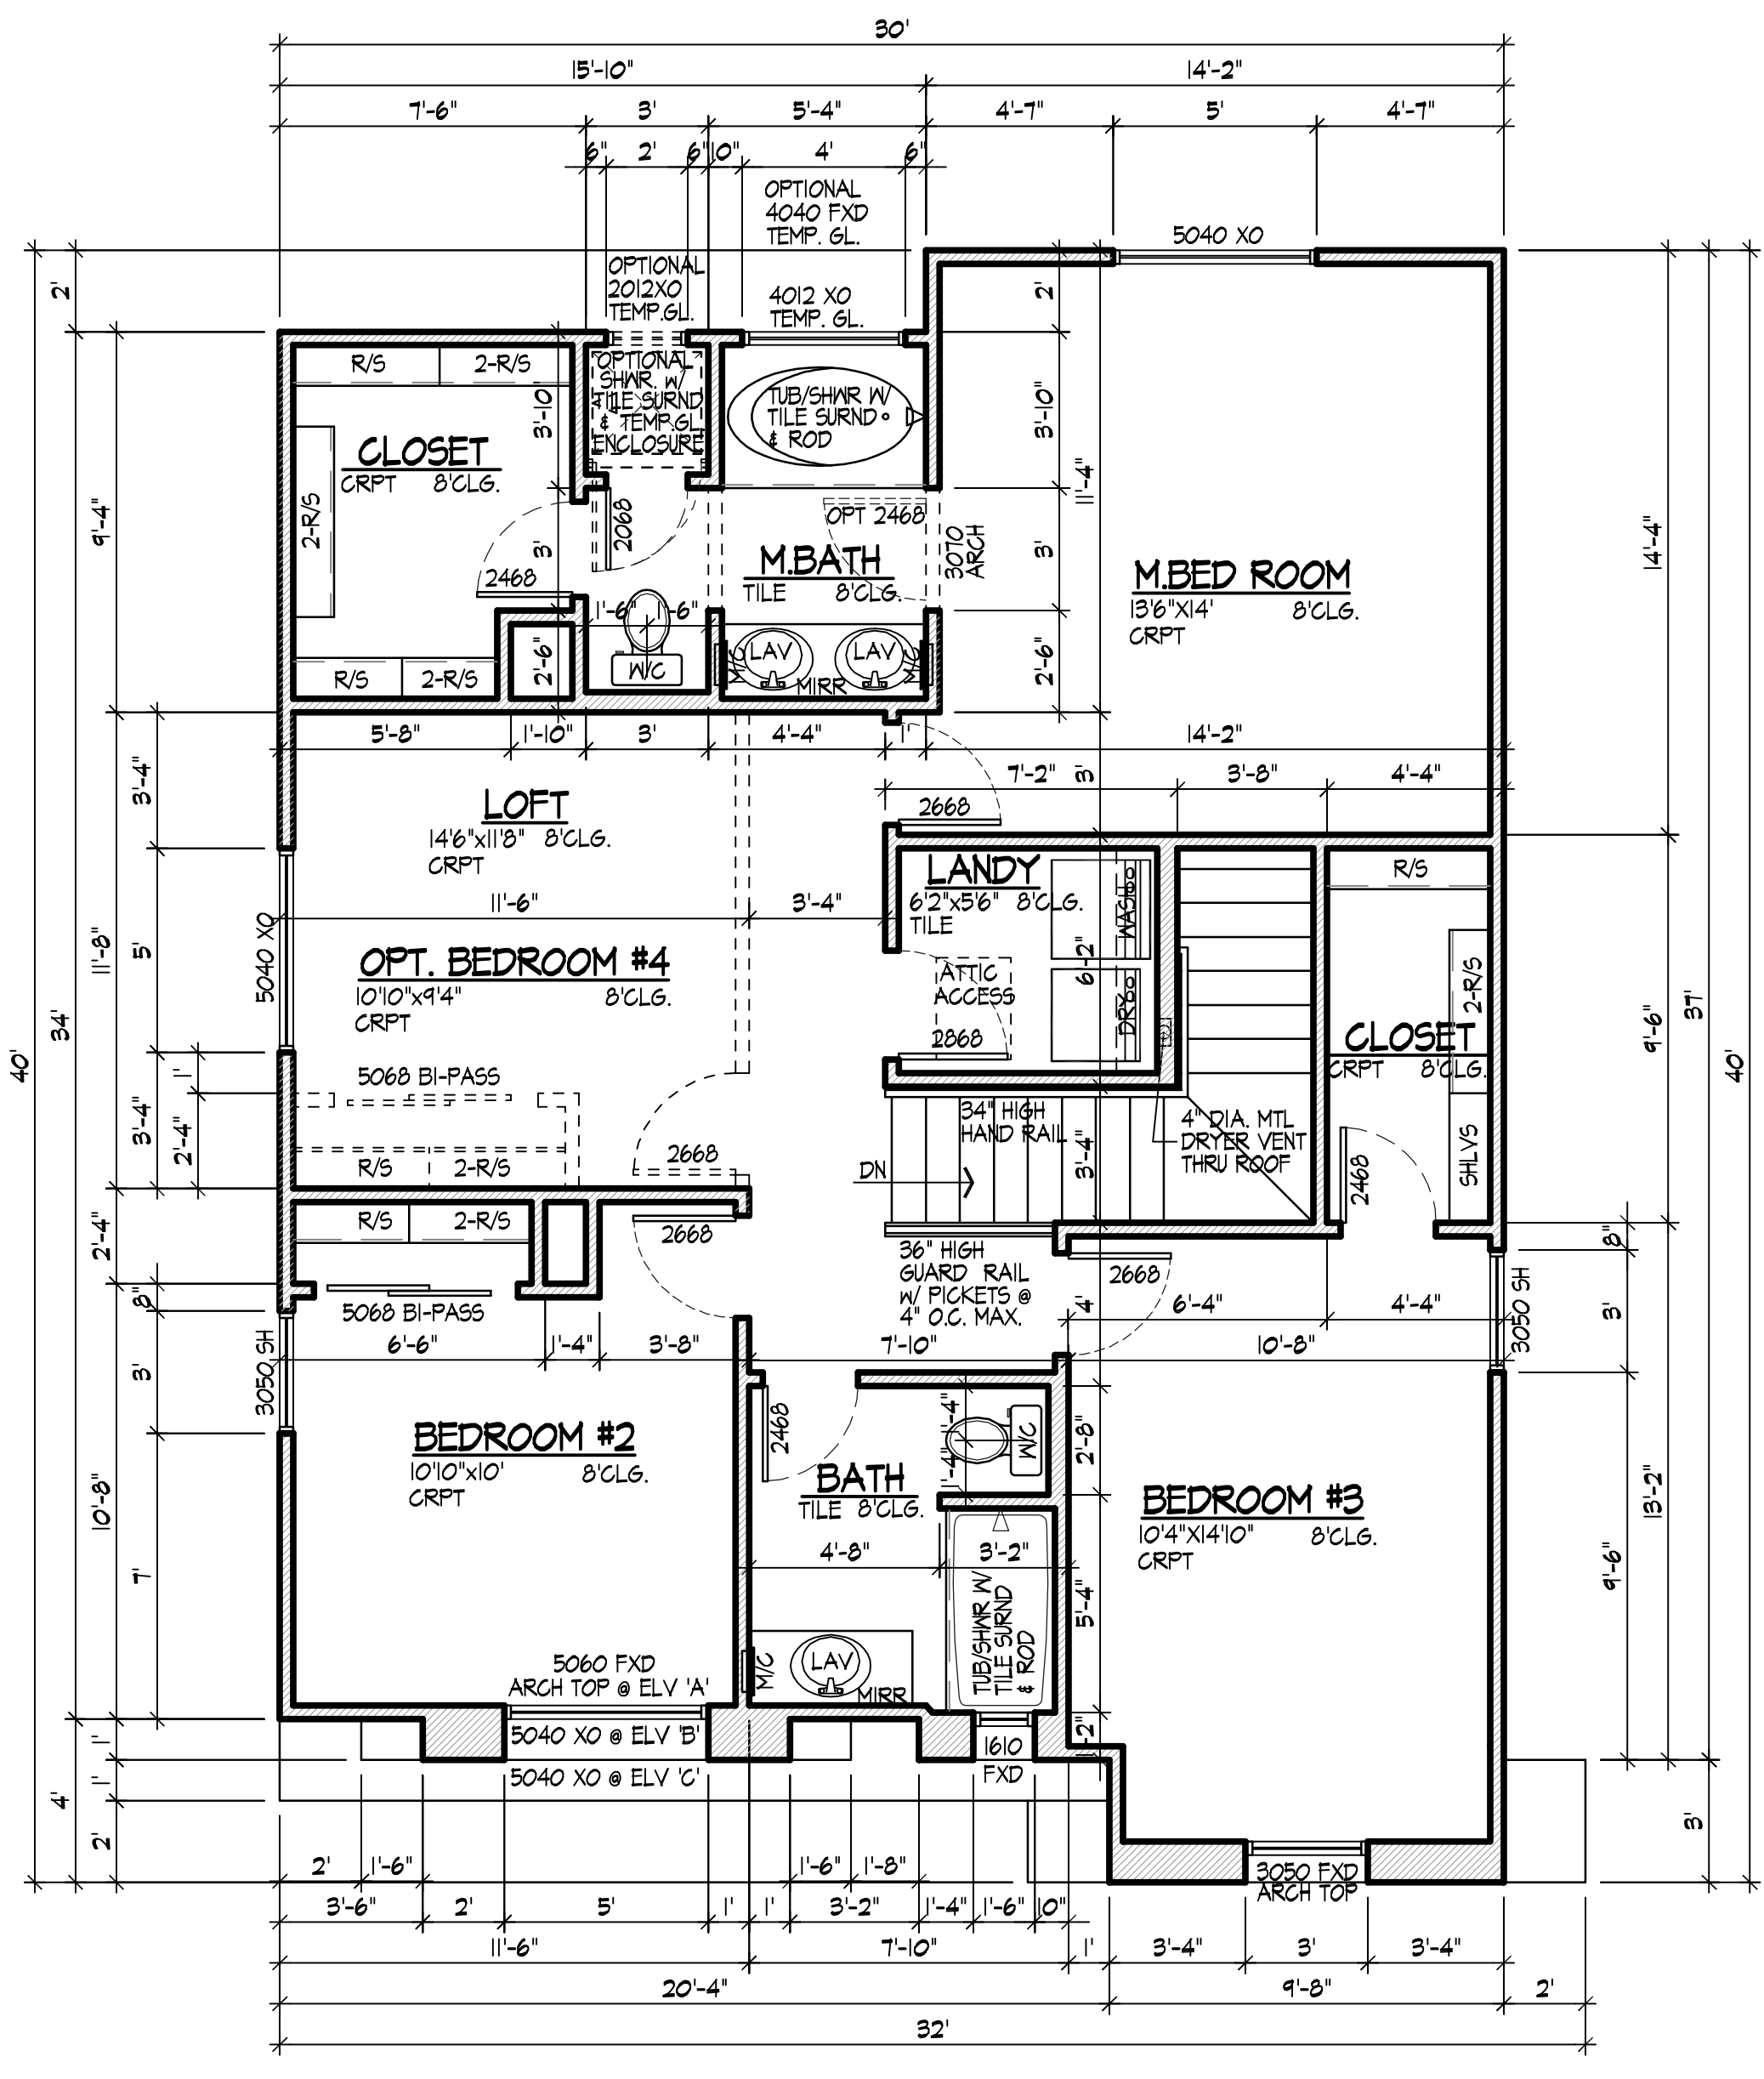 30'
15'-10"
14'-2"
7'-6"
3'
5'-4"
4'-7"
5'
4'-7"
6"
2'
6"
10"
4'
6"
OPTIONAL
4040 FXD
TEMP. GL.
5040 XO
OPTIONAL
2012XO
TEMP.GL.
4012 XO
TEMP. GL.
2'
2'
R/S
2-R/S
OPTIONAL
SHWR. W/
TILE SURND
& TEMP.GL.
ENCLOSURE
TUB/SHWR W/
TILE SURND
& ROD
3'-10"
3'-10"
CLOSET
CRPT 8'CLG.
11'-4"
2-R/S
2068
OPT 2468
3070
ARCH
9'-4"
14'-4"
3'
3'
M.BATH
TILE 8'CLG.
M.BED ROOM
13'6"X14' 8'CLG.
CRPT
2468
1'-6"
1'-6"
2'-6"
2'-6"
W/C
M/C
LAV
LAV
M/C
MIRR
R/S
2-R/S
5'-8"
1'-10"
3'
4'-4"
1'
14'-2"
7'-2"
3'
3'-8"
4'-4"
3'-4"
LOFT
14'6"x11'8" 8'CLG.
CRPT
2668
LANDY
6'2"x5'6" 8'CLG.
TILE
WASH
R/S
11'-6"
3'-4"
5040 XO
11'-8"
5'
OPT. BEDROOM #4
10'10"x9'4" 8'CLG.
CRPT
6'-2"
ATTIC
ACCESS
DRY
2868
2-R/S
CLOSET
CRPT 8'CLG.
9'-6"
37'
34'
40'
40'
1'
5068 BI-PASS
3'-4"
2'-4"
34" HIGH
HAND RAIL
4" DIA. MTL
DRYER VENT
THRU ROOF
3'-4"
SHLVS
2468
R/S
2-R/S
2668
DN
2'-4"
R/S
2-R/S
2668
36" HIGH
GUARD RAIL
W/ PICKETS @
4" O.C. MAX.
2668
8"
8"
5068 BI-PASS
4'
6'-4"
4'-4"
3'
3050 SH
6'-6"
1'-4"
3'-8"
7'-10"
10'-8"
3050 SH
3'
2468
1'-4"
1'-4"
W/C
2'-8"
BEDROOM #2
10'10"x10' 8'CLG.
CRPT
BATH
TILE 8'CLG.
BEDROOM #3
10'4"X14'10" 8'CLG.
CRPT
10'-8"
13'-2"
4'-8"
3'-2"
7'
9'-6"
5'-4"
TUB/SHWR W/
TILE SURND
& ROD
M/C
LAV
MIRR
5060 FXD
ARCH TOP @ ELV 'A'
5040 XO @ ELV 'B'
5040 XO @ ELV 'C'
1610
FXD
1'-2"
1'
1'
4'
2'
3'
2'
1'-6"
1'-6"
1'-8"
3050 FXD
ARCH TOP
3'-6"
2'
5'
1'
1'
3'-2"
1'-4"
1'-6"
10"
11'-6"
7'-10"
1'
3'-4"
3'
3'-4"
20'-4"
9'-8"
2'
32'